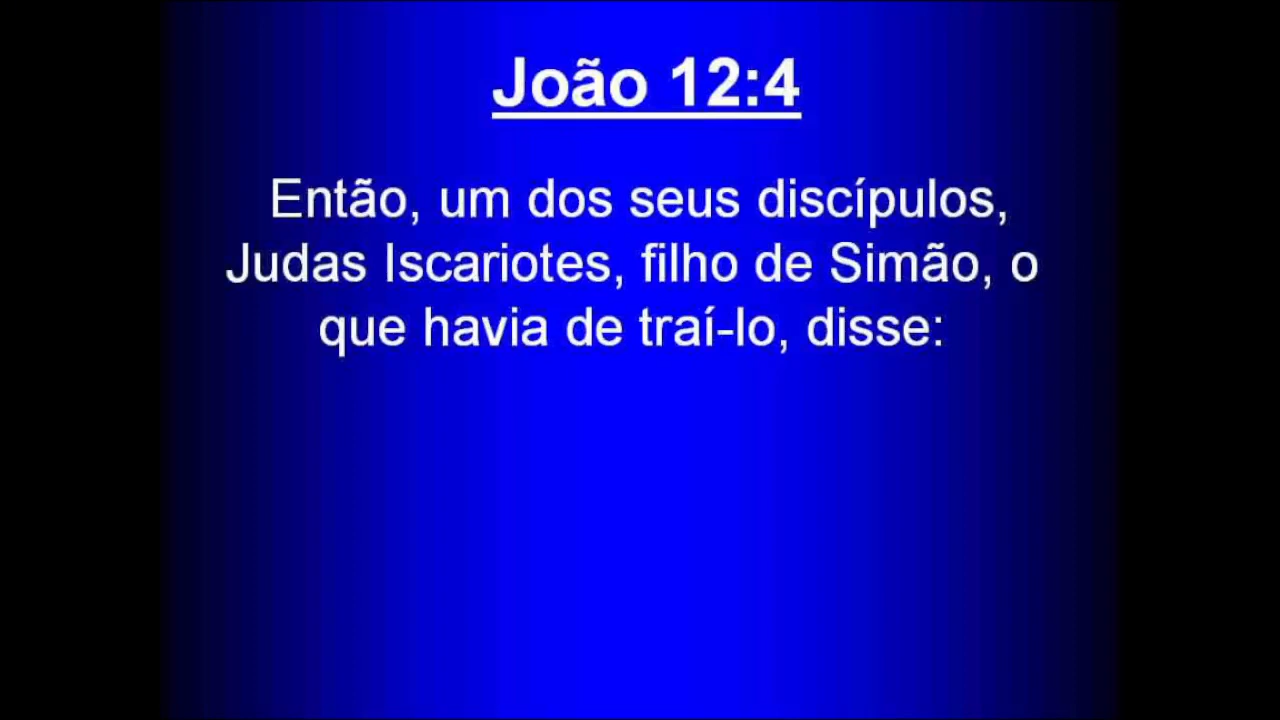 João 12:4
Então, um dos seus discípulos,
Judas Iscariotes, filho de Simão, o
que havia de traí-lo, disse: